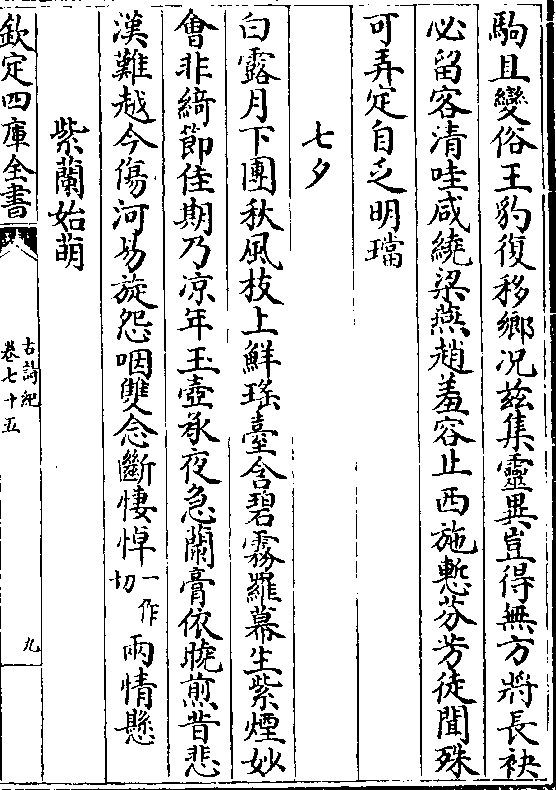 駒且變俗王豹復移鄉况兹集靈異豈得無方將長袂
必留客清哇咸繞梁燕趙羞容止西施慙芬芳徒聞殊
可弄定自乏明璫
七夕
白露月下團秋風枝上鮮瑤臺含碧霧羅幕生紫煙妙
會非綺節佳期乃凉年玉壺承夜急蘭膏依曉煎昔悲
漢難越今傷河易旋怨咽雙念斷悽悼一作切兩情懸
紫蘭始萌
欽定四庫全書
古詩紀
卷七十五
九